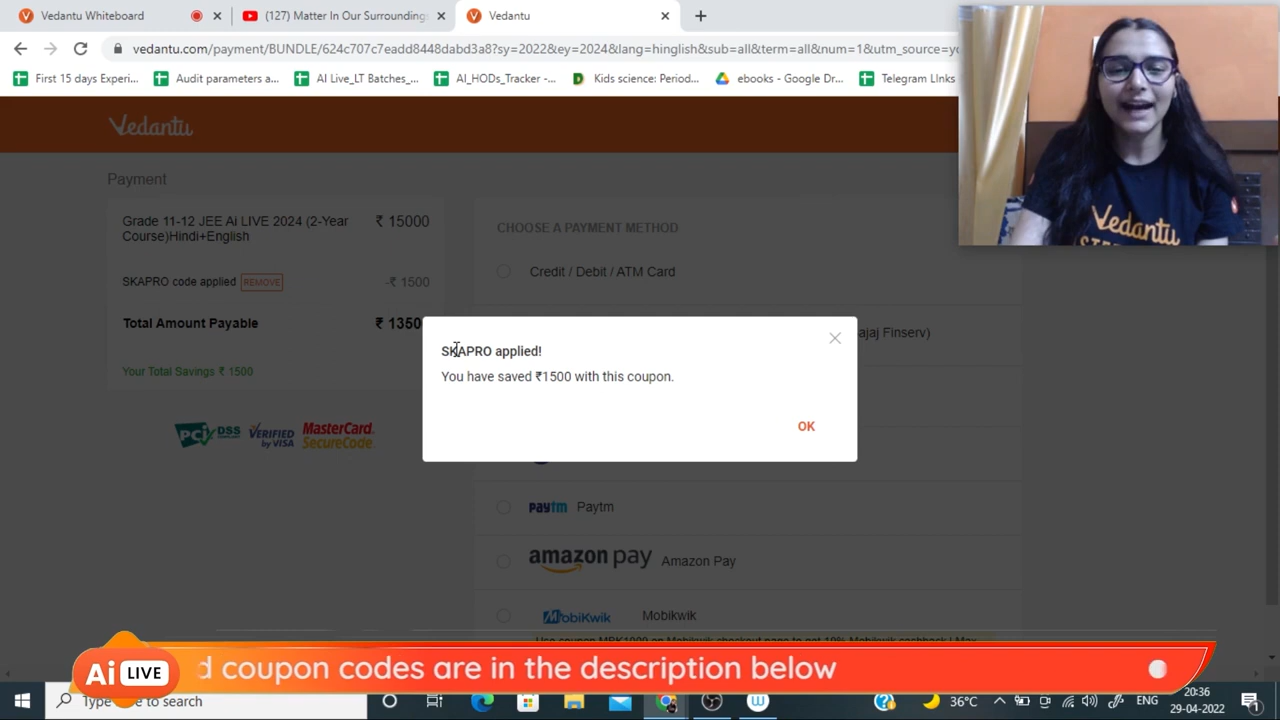 Vedantu Whiteboard
(127) Matter In Our Surrounding
Vedantu
vedantu.com/payment/BUNDLE/624c707c7eadd8448dabd3a8?sy=2022&ey=2024&lang=hinglish&sub=all&term=all&num=1&utm_source=yo
First 15 days Experi...
Audit parameters a...
AI Live_LT Batches_...
AI_HODs_Tracker -...
Kids science: Period...
ebooks - Google Dr...
Telegram LInks
Vedantu
Payment
Grade 11-12 JEE Ai LIVE 2024 (2-Year
Course)Hindi+English
₹ 15000
SKAPRO code applied REMOVE
-₹ 1500
Total Amount Payable
₹ 1350
Your Total Savings ₹ 1500
PCI DSS
VERIFIED
by VISA
MasterCard.
SecureCode.
CHOOSE A PAYMENT METHOD
Credit / Debit / ATM Card
ajaj Finserv)
SKAPRO applied!
You have saved ₹1500 with this coupon.
OK
paytm Paytm
amazon pay Amazon Pay
MobiKwik Mobikwik
Vedantu
Ai LIVE
d coupon codes are in the description below
Type here to search
36°C
ENG
20:36
29-04-2022
1